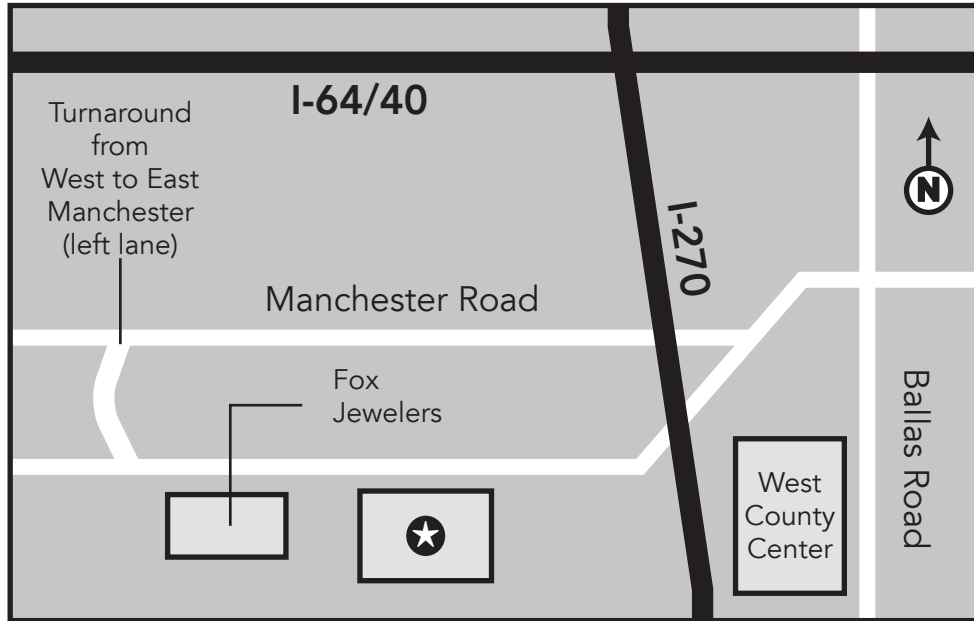 I-64/40
Turnaround
from
West to East
Manchester
(left lane)
N
I-270
Manchester Road
Fox
Jewelers
Ballas Road
West
County
Center